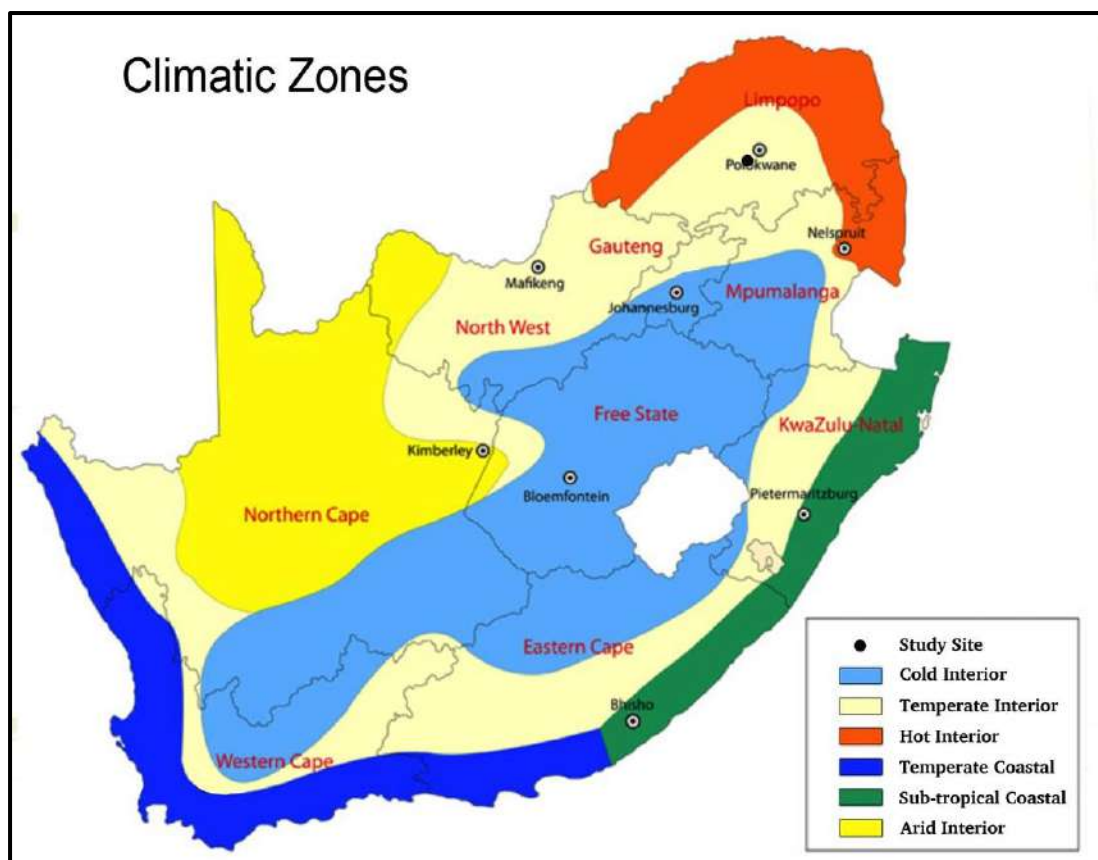 Climatic Zones
Limpopo
Polokwane
Gauteng
Nelspruit
Mafikeng
Johannesburg
Mpumalanga
North West
Free State
KwaZulu-Natal
Kimberley
Bloemfontein
Pietermaritzburg
Northern Cape
Eastern Cape
Bhisho
Western Cape
Study Site
Cold Interior
Temperate Interior
Hot Interior
Temperate Coastal
Sub-tropical Coastal
Arid Interior